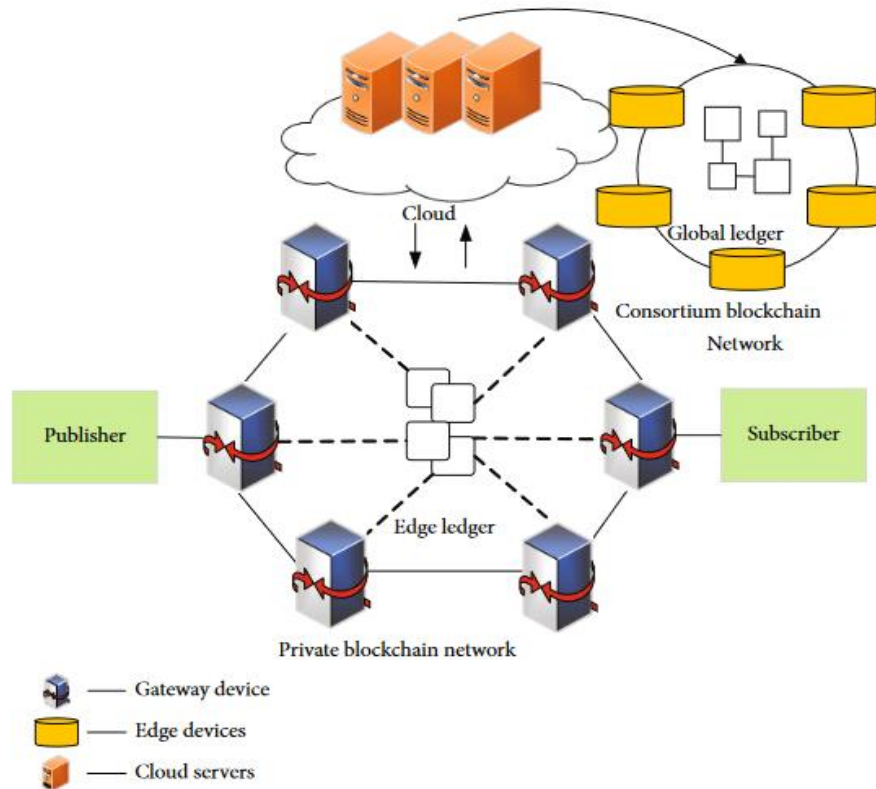 Cloud
Global ledger
Consortium blockchain
Network
Publisher
Subscriber
Edge ledger
Private blockchain network
Gateway device
Edge devices
Cloud servers